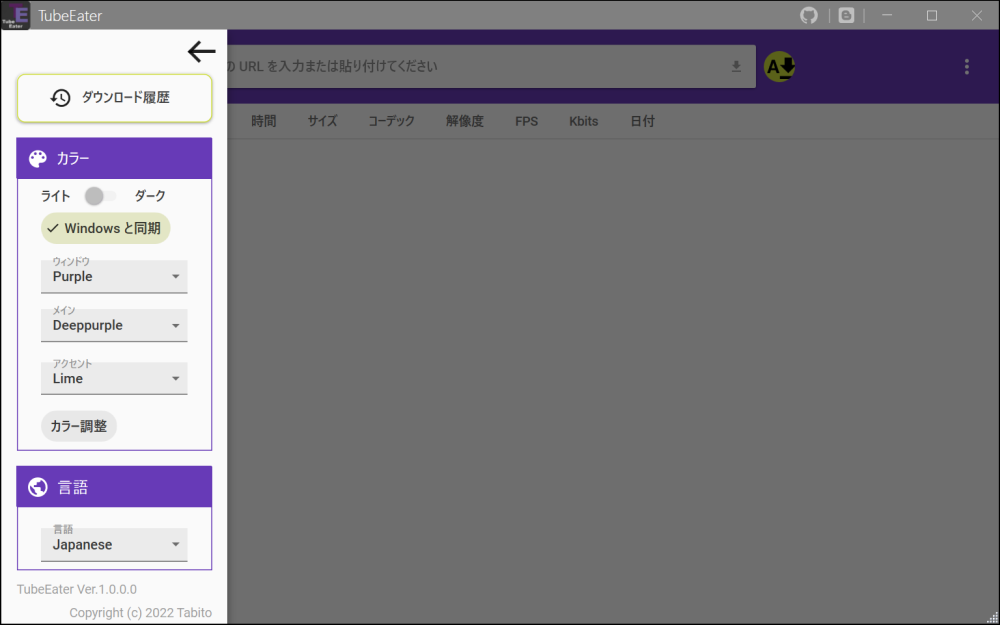 TubeEater
の URL を入力または貼り付けてください
A
ダウンロード履歴
時間 サイズ コーデック 解像度 FPS Kbits 日付
カラー
ライト ダーク
Windows と同期
ウィンドウ
Purple
メイン
Deeppurple
アクセント
Lime
カラー調整
言語
言語
Japanese
TubeEater Ver.1.0.0.0
Copyright (c) 2022 Tabito